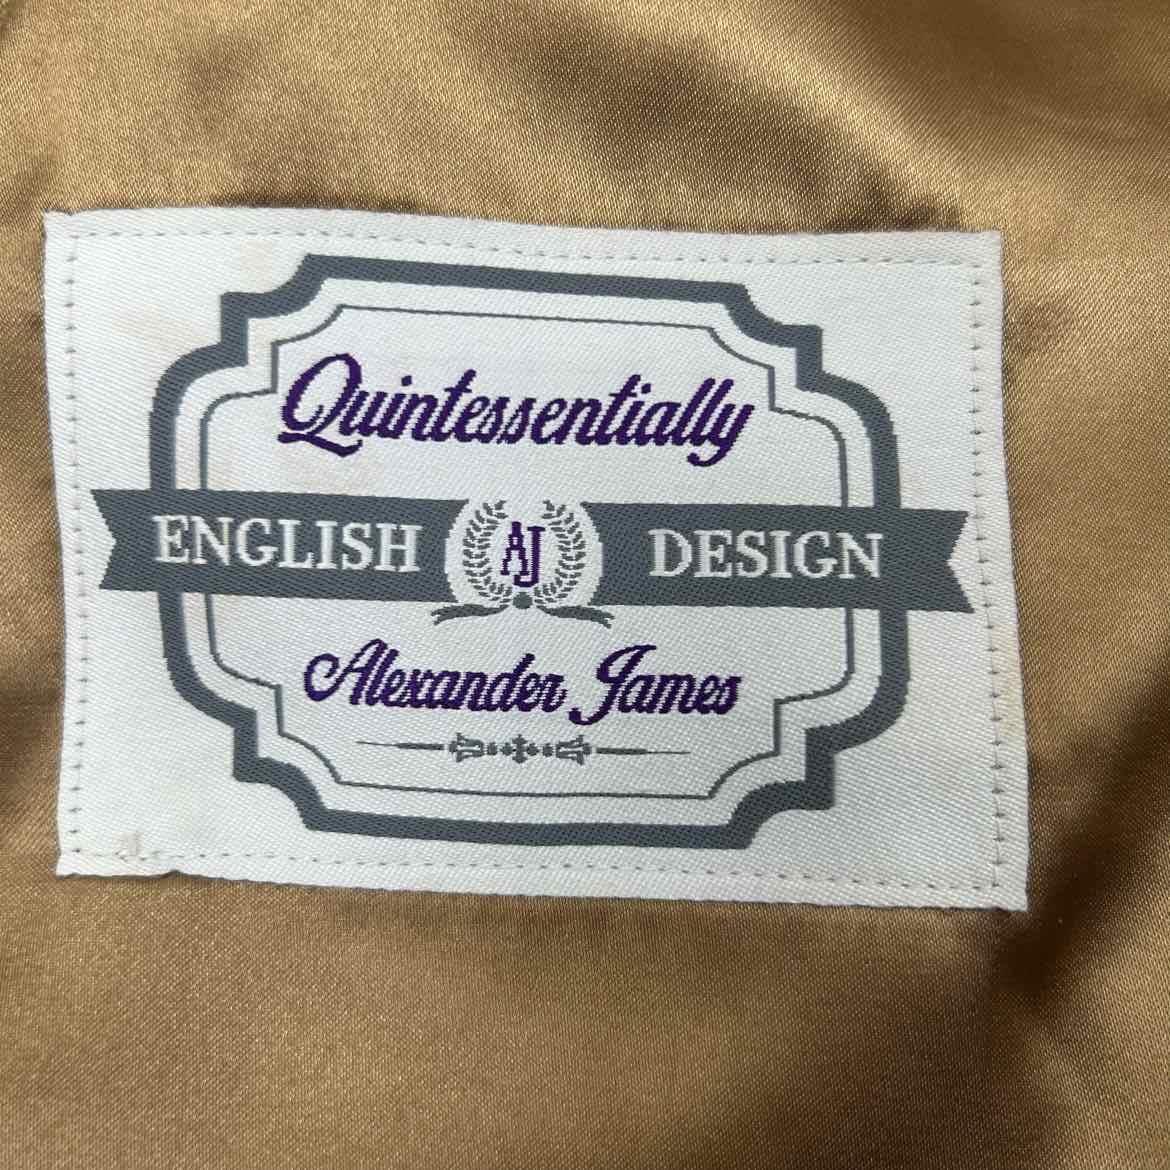 Quintessentially
ENGLISH AJ DESIGN
Alexander James